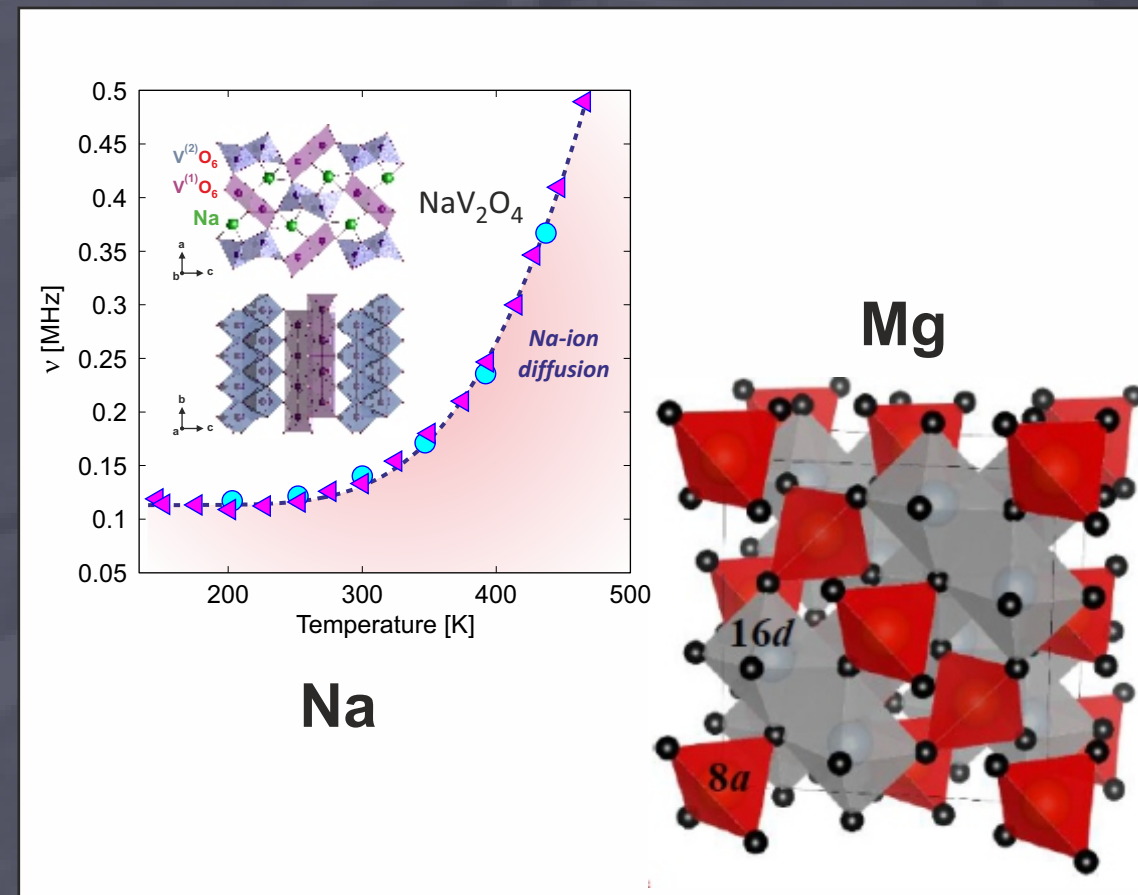 0.5
0.45
0.4
0.35
0.3
0.25
0.2
0.15
0.1
0.05
ν [MHz]
200 300 400 500
Temperature [K]
V⁽²⁾O₆
V⁽¹⁾O₆
Na
a
b c
b
a c
NaV₂O₄
Na-ion
diffusion
Na
Mg
16d
8a